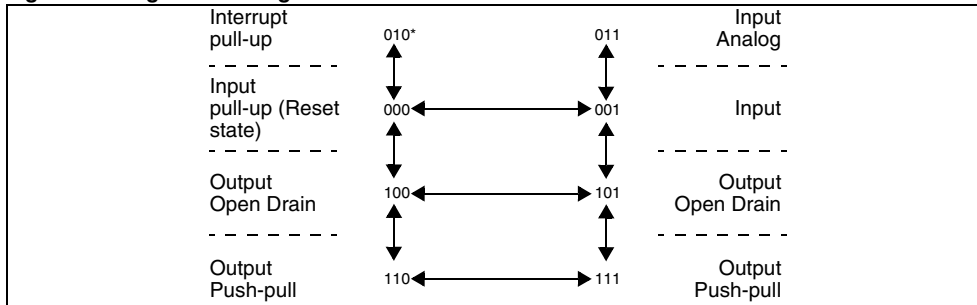 Interrupt
pull-up
010*
011
Input
Analog
Input
pull-up (Reset
state)
000
001
Input
Output
Open Drain
100
101
Output
Open Drain
Output
Push-pull
110
111
Output
Push-pull